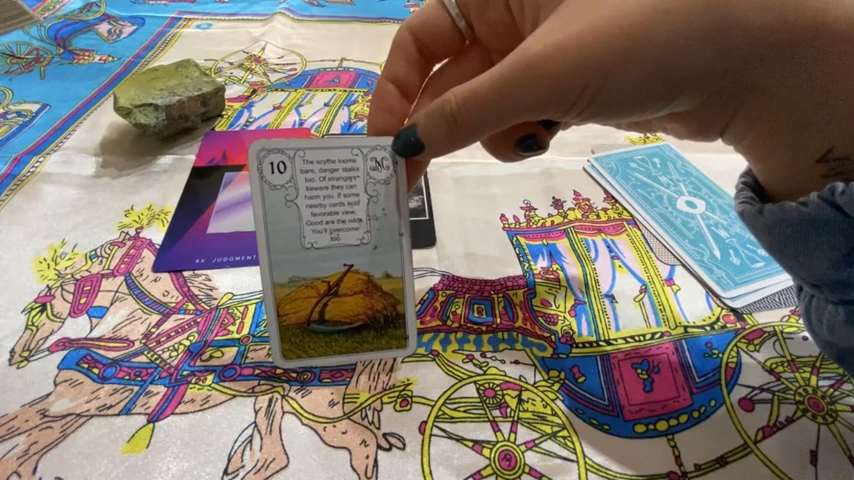 10
The scythe looms
bare, danger stalks
too. Of strangers
beware they can
harm you. If some
nearby cards hold
favorable view.
Good are the odds
You'll overcome
too.
XX. JUDGMENT